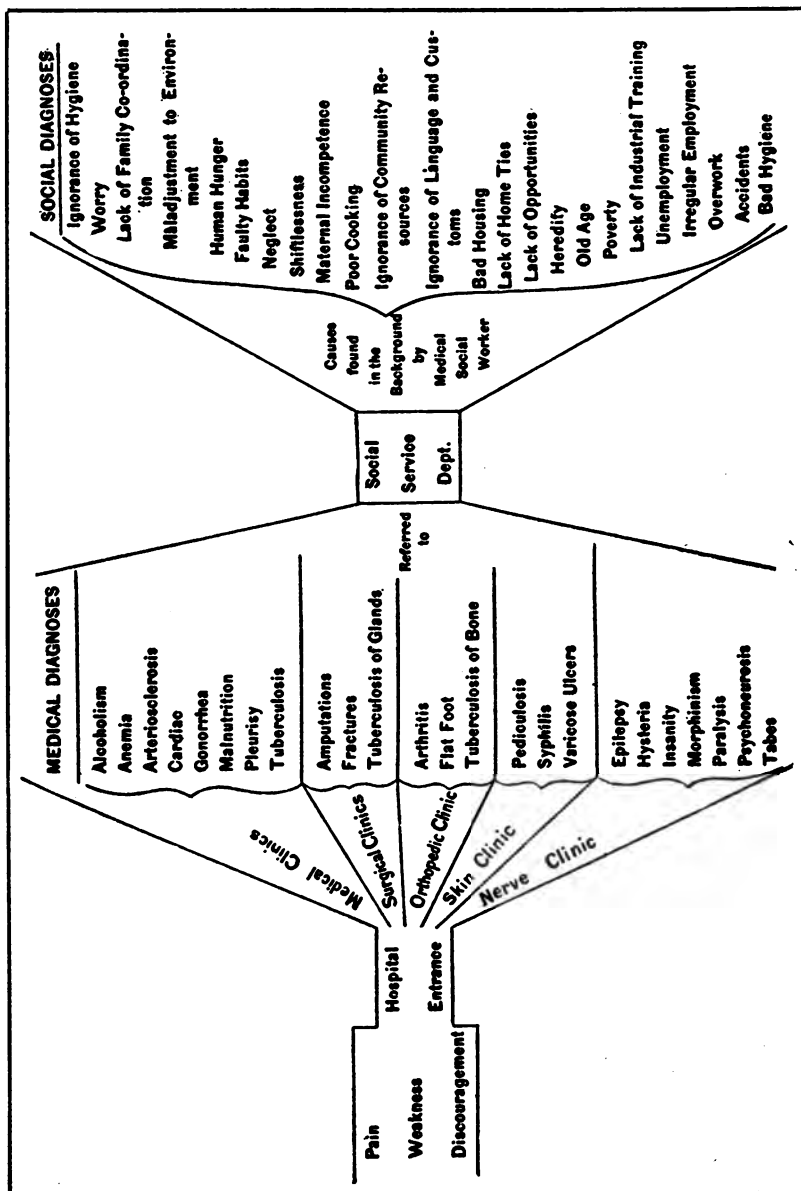 Pain
Weakness
Discouragement
Hospital
Entrance
Medical Clinics
Surgical Clinics
Orthopedic Clinic
Skin Clinic
Nerve Clinic
MEDICAL DIAGNOSES
Alcoholism
Anemia
Arteriosclerosis
Cardiac
Gonorrhea
Malnutrition
Pleurisy
Tuberculosis
Amputations
Fractures
Tuberculosis of Glands
Arthritis
Flat Foot
Tuberculosis of Bone
Pediculosis
Syphilis
Varicose Ulcers
Epilepsy
Hysteria
Insanity
Morphinism
Paralysis
Psychoneurosis
Tabes
Referred
to
Social
Service
Dept.
Causes
found
in the
Background
by
Medical
Social
Worker
SOCIAL DIAGNOSES
Ignorance of Hygiene
Worry
Lack of Family Co-ordina-
tion
Maladjustment to Environ-
ment
Human Hunger
Faulty Habits
Neglect
Shiftlessness
Maternal Incompetence
Poor Cooking
Ignorance of Community Re-
sources
Ignorance of Language and Cus-
toms
Bad Housing
Lack of Home Ties
Lack of Opportunities
Heredity
Old Age
Poverty
Lack of Industrial Training
Unemployment
Irregular Employment
Overwork
Accidents
Bad Hygiene